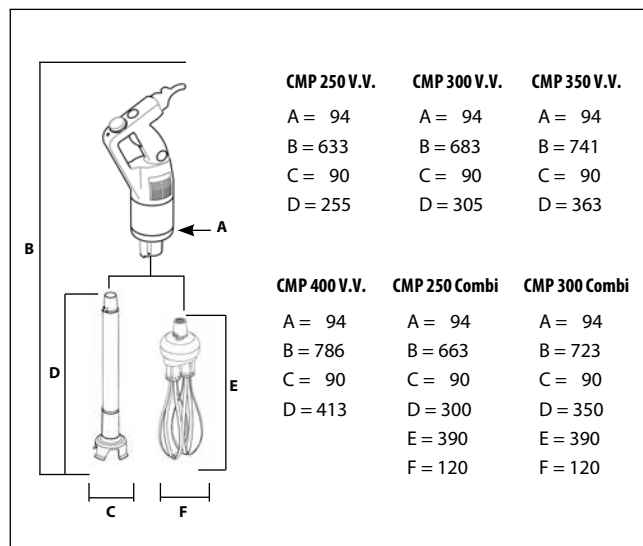 CMP 250 V.V. CMP 300 V.V. CMP 350 V.V.
A = 94 A = 94 A = 94
B = 633 B = 683 B = 741
C = 90 C = 90 C = 90
D = 255 D = 305 D = 363
A
B
CMP 400 V.V. CMP 250 Combi CMP 300 Combi
A = 94 A = 94 A = 94
B = 786 B = 663 B = 723
C = 90 C = 90 C = 90
D = 413 D = 300 D = 350
E = 390 E = 390
F = 120 F = 120
D
E
C F